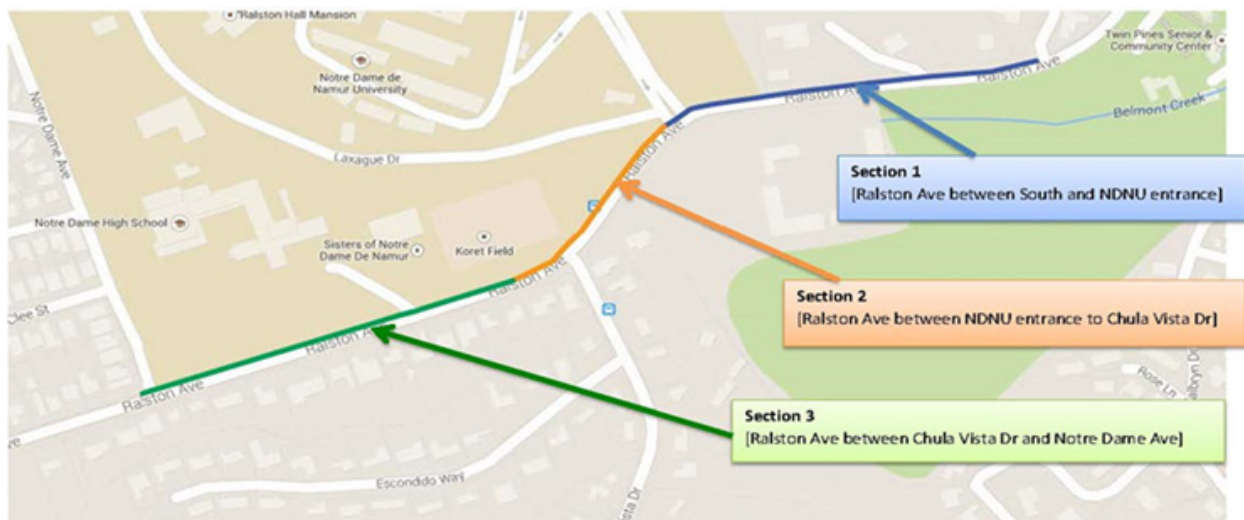 Ralston Hall Mansion
Twin Pines Senior &
Community Center
Notre Dame de
Namur University
Notre Dame Ave
Ralston Ave
Ralston Ave
Belmont Creek
Laxague Dr
Ralston Ave
Section 1
[Ralston Ave between South and NDNU entrance]
Notre Dame High School
Sisters of Notre
Dame De Namur
Koret Field
Ralston Ave
Section 2
[Ralston Ave between NDNU entrance to Chula Vista Dr]
Clee St
Ralston Ave
Rose Ln
Ralston Ave
Section 3
[Ralston Ave between Chula Vista Dr and Notre Dame Ave]
Escondido Way